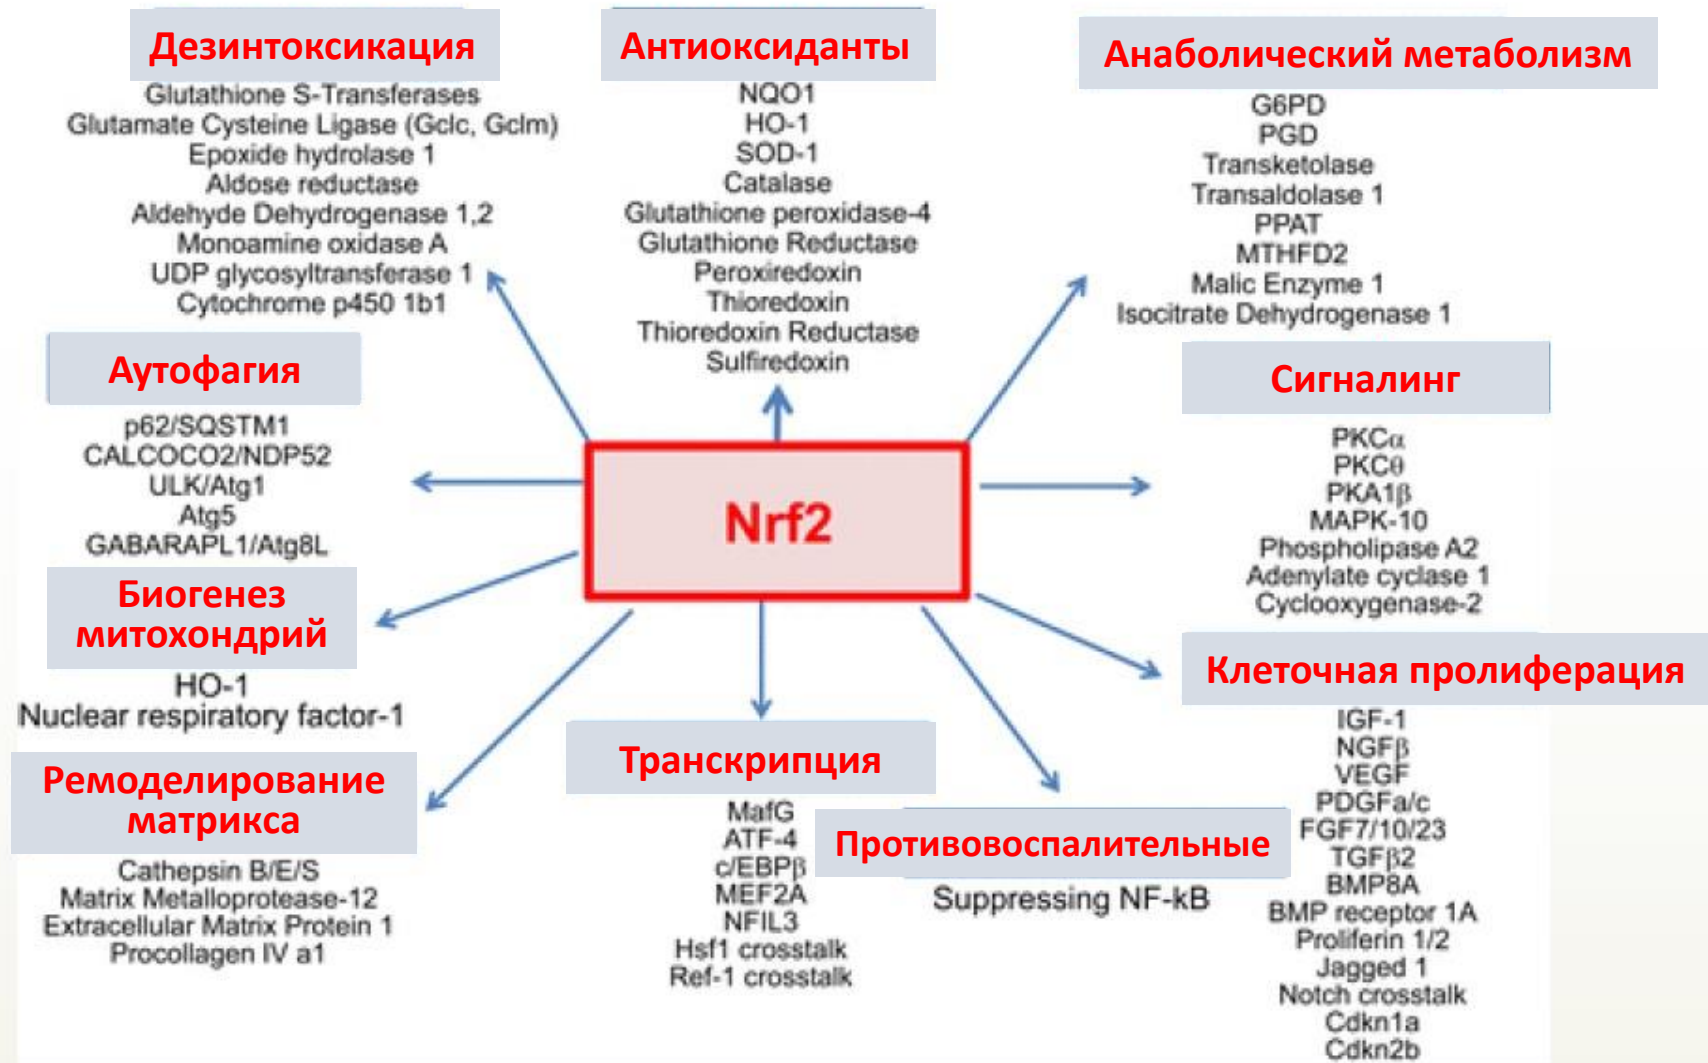 Дезинтоксикация
Glutathione S-Transferases
Glutamate Cysteine Ligase (Gclc, Gclm)
Epoxide hydrolase 1
Aldose reductase
Aldehyde Dehydrogenase 1,2
Monoamine oxidase A
UDP glycosyltransferase 1
Cytochrome p450 1b1
Антиоксиданты
NQO1
HO-1
SOD-1
Catalase
Glutathione peroxidase-4
Glutathione Reductase
Peroxiredoxin
Thioredoxin
Thioredoxin Reductase
Sulfiredoxin
Анаболический метаболизм
G6PD
PGD
Transketolase
Transaldolase 1
PPAT
MTHFD2
Malic Enzyme 1
Isocitrate Dehydrogenase 1
Аутофагия
p62/SQSTM1
CALCOCO2/NDP52
ULK/Atg1
Atg5
GABARAPL1/Atg8L
Nrf2
Сигналинг
PKCα
PKCθ
PKA1β
MAPK-10
Phospholipase A2
Adenylate cyclase 1
Cyclooxygenase-2
Биогенез
митохондрий
HO-1
Nuclear respiratory factor-1
Ремоделирование
матрикса
Cathepsin B/E/S
Matrix Metalloprotease-12
Extracellular Matrix Protein 1
Procollagen IV a1
Транскрипция
MafG
ATF-4
c/EBPβ
MEF2A
NFIL3
Hsf1 crosstalk
Ref-1 crosstalk
Противовоспалительные
Suppressing NF-kB
Клеточная пролиферация
IGF-1
NGFβ
VEGF
PDGFa/c
FGF7/10/23
TGFβ2
BMP8A
BMP receptor 1A
Proliferin 1/2
Jagged 1
Notch crosstalk
Cdkn1a
Cdkn2b